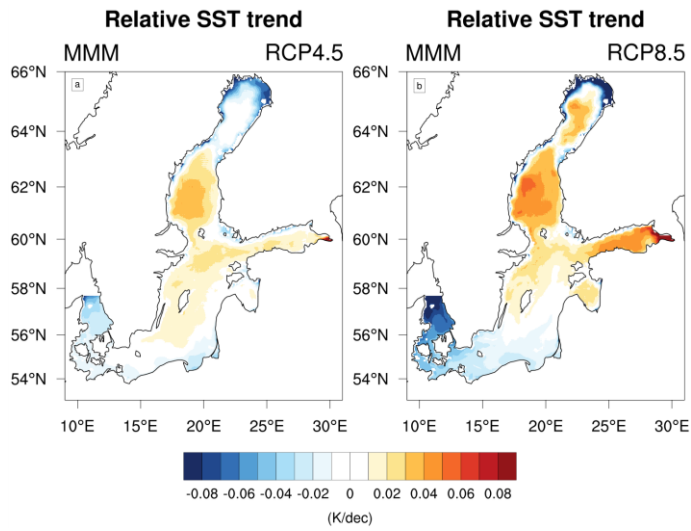 Relative SST trend Relative SST trend
MMM RCP4.5 MMM RCP8.5
66°N 66°N
a b
64°N 64°N
62°N 62°N
60°N 60°N
58°N 58°N
56°N 56°N
54°N 54°N
10°E 15°E 20°E 25°E 30°E 10°E 15°E 20°E 25°E 30°E
-0.08 -0.06 -0.04 -0.02 0 0.02 0.04 0.06 0.08
(K/dec)